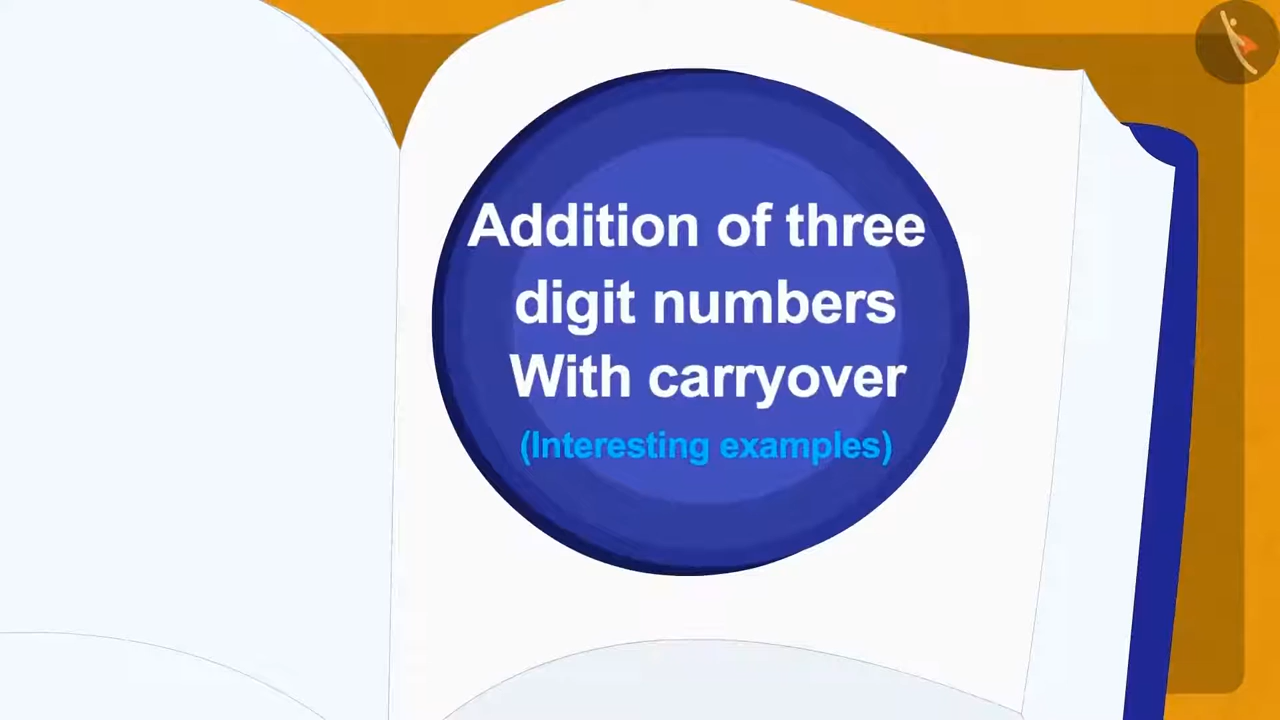 Addition of three
digit numbers
With carryover
(Interesting examples)